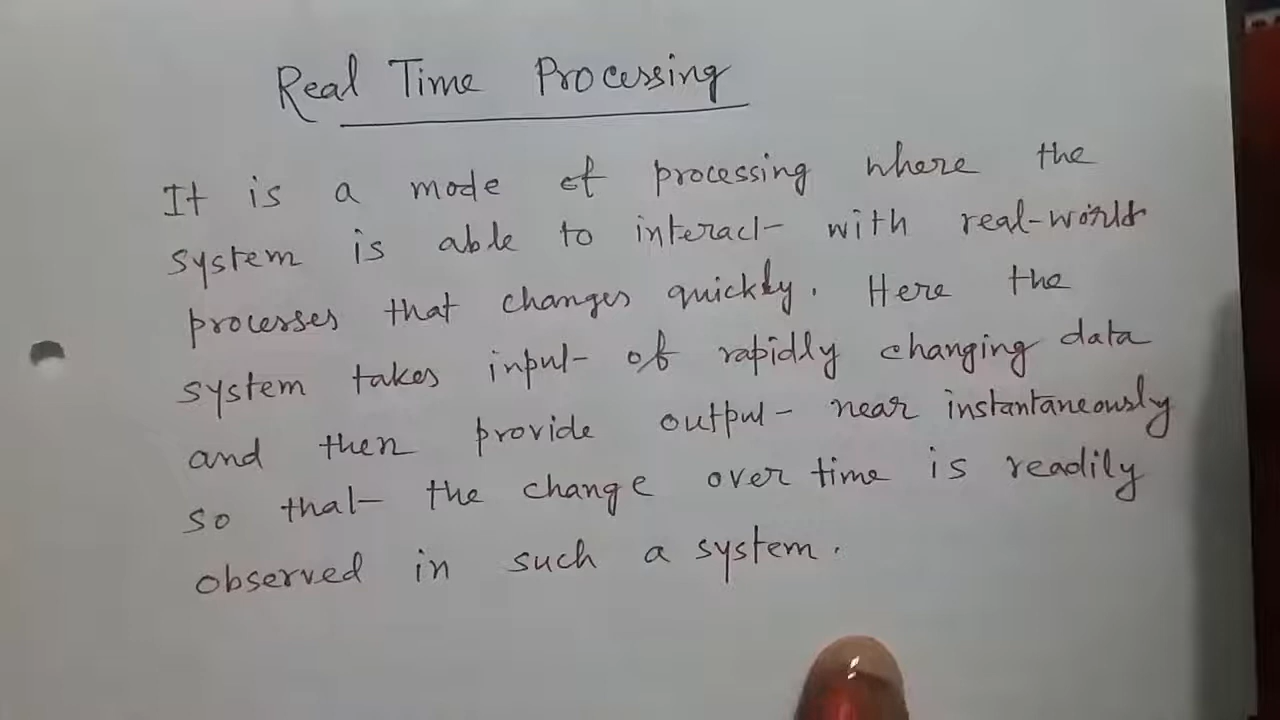 Real Time Processing
It is a mode of processing where the
system is able to interact with real-world
processes that changes quickly. Here the
system takes input of rapidly changing data
and then provide output near instantaneously
so that the change over time is readily
observed in such a system.